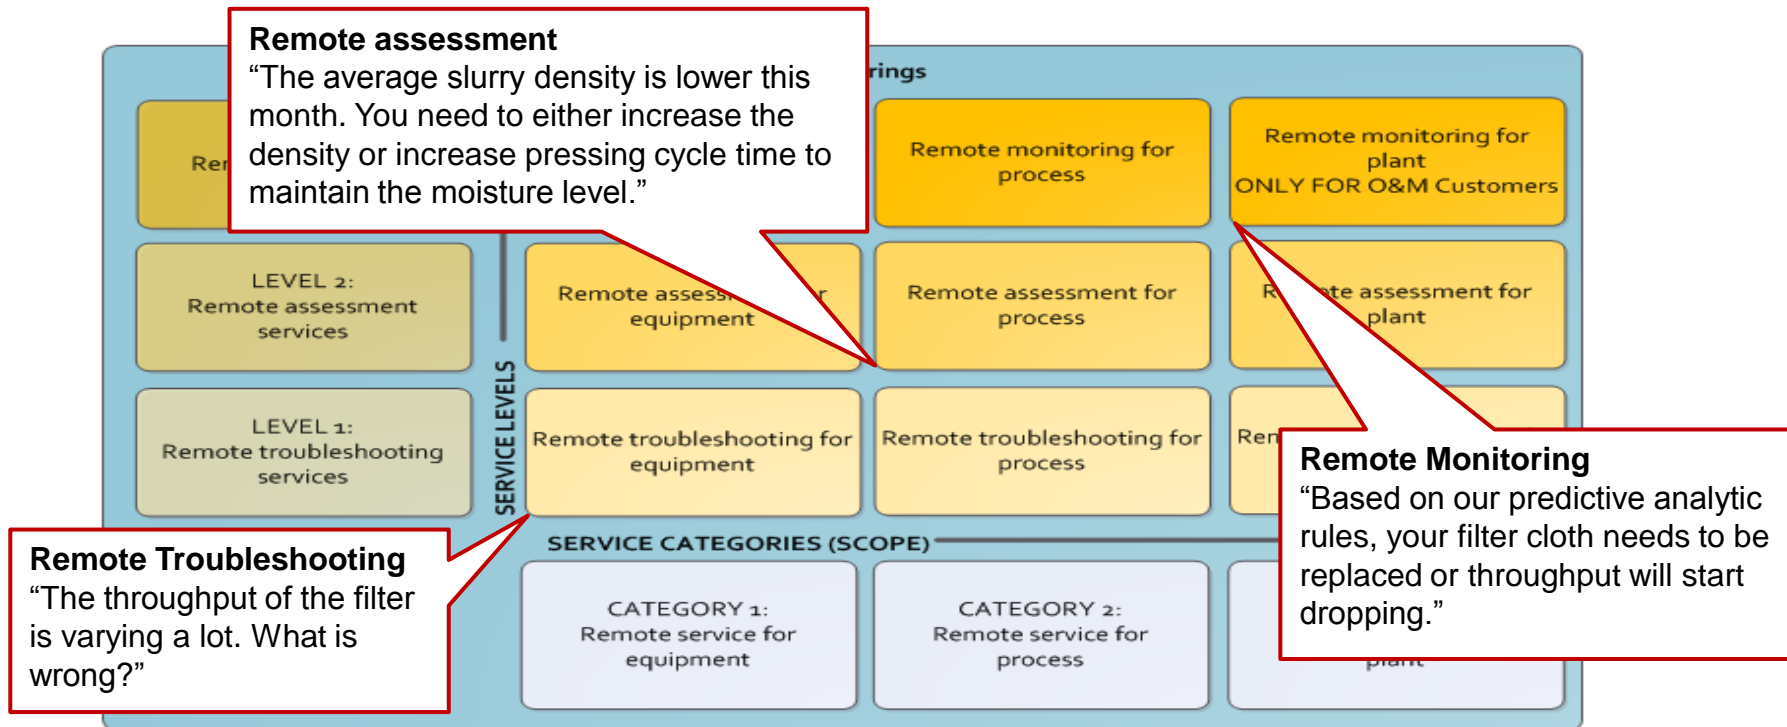 Remote assessment
“The average slurry density is lower this
month. You need to either increase the
density or increase pressing cycle time to
maintain the moisture level.”
Remote monitoring for
process
Remote monitoring for
plant
ONLY FOR O&M Customers
LEVEL 2:
Remote assessment
services
equipment
Remote assessment for
process
assessment for
plant
SERVICE LEVELS
LEVEL 1:
Remote troubleshooting
services
Remote troubleshooting for
equipment
Remote troubleshooting for
process
Remote Monitoring
“Based on our predictive analytic
rules, your filter cloth needs to be
replaced or throughput will start
dropping.”
Remote Troubleshooting
“The throughput of the filter
is varying a lot. What is
wrong?”
SERVICE CATEGORIES (SCOPE)
CATEGORY 1:
Remote service for
equipment
CATEGORY 2:
Remote service for
process
plant